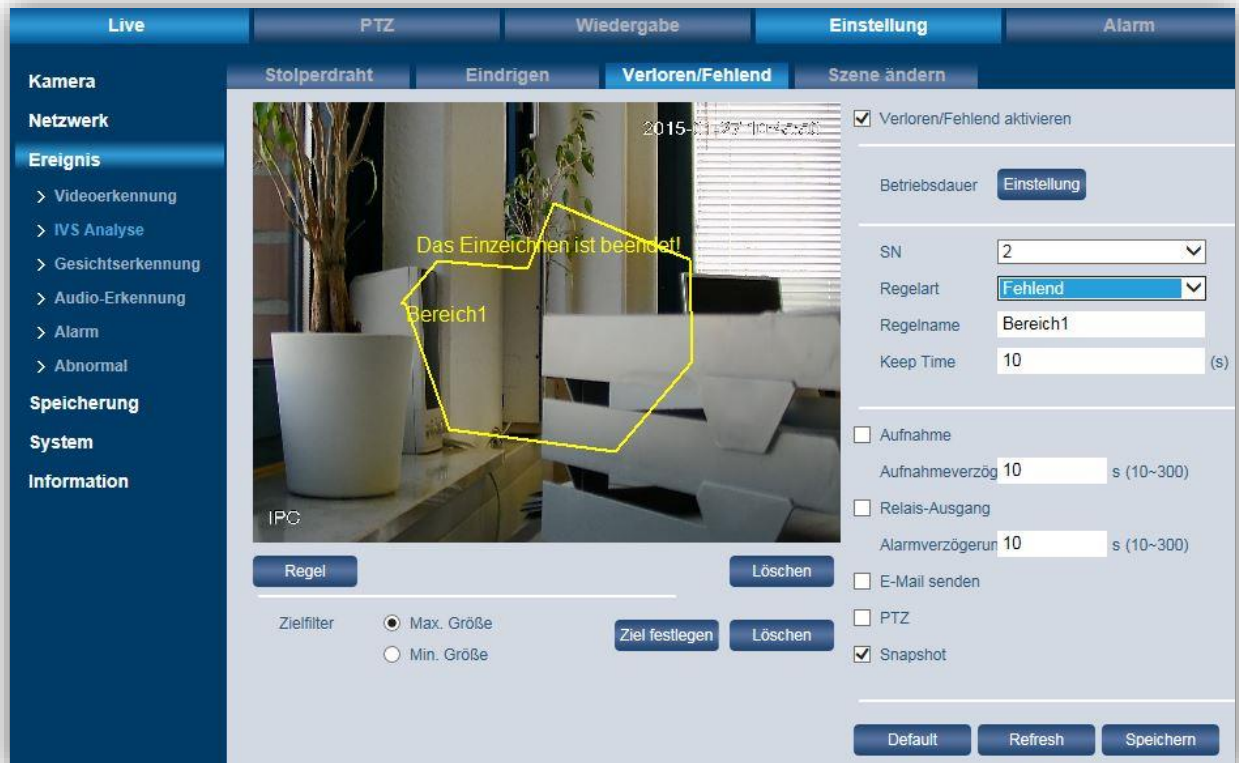 Live
PTZ
Wiedergabe
Einstellung
Alarm
Kamera
Netzwerk
Ereignis
Videoerkennung
IVS Analyse
Gesichtserkennung
Audio-Erkennung
Alarm
Abnormal
Speicherung
System
Information
Stolperdraht
Eindrigen
Verloren/Fehlend
Szene ändern
2015-
Das Einzeichnen ist beendet!
Bereich1
IPC
Regel
Löschen
Zielfilter
Max. Größe
Min. Größe
Ziel festlegen
Löschen
Verloren/Fehlend aktivieren
Betriebsdauer Einstellung
SN 2
Regelart Fehlend
Regelname Bereich1
Keep Time 10 (s)
Aufnahme
Aufnahmeverzög 10 s (10~300)
Relais-Ausgang
Alarmverzögerun 10 s (10~300)
E-Mail senden
PTZ
Snapshot
Default
Refresh
Speichern